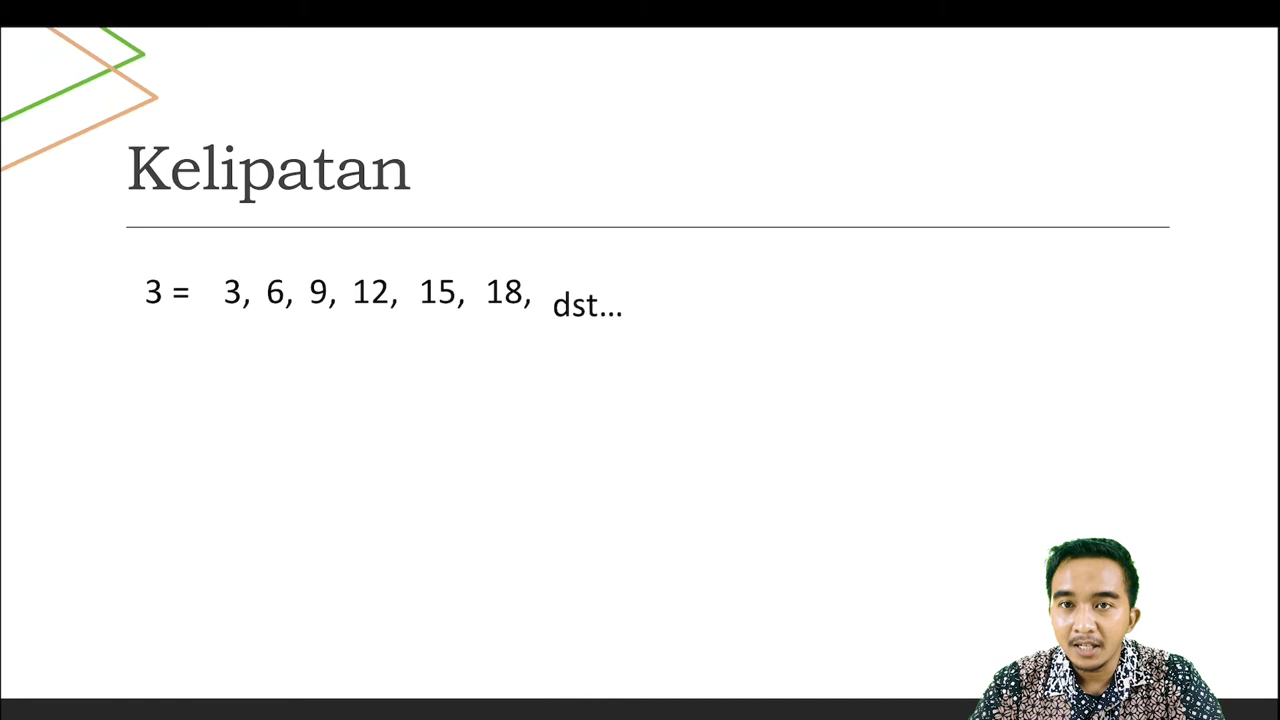 Kelipatan
3 = 3, 6, 9, 12, 15, 18, dst...